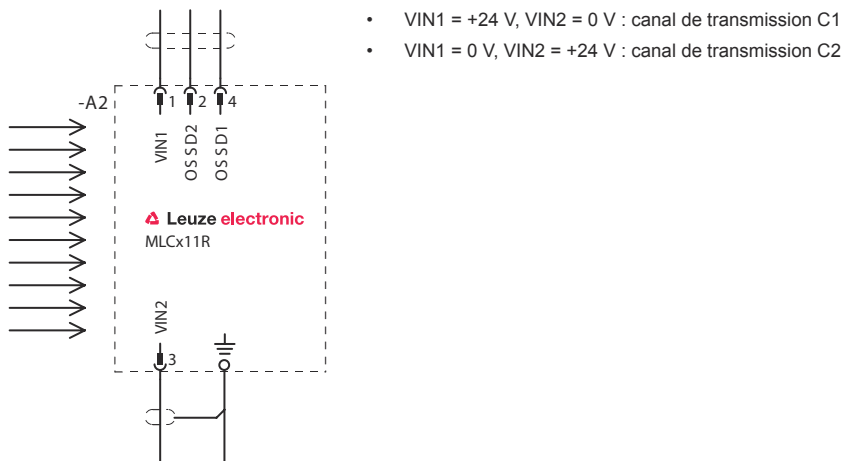 • VIN1 = +24 V, VIN2 = 0 V : canal de transmission C1
• VIN1 = 0 V, VIN2 = +24 V : canal de transmission C2
-A2
1 2 4
VIN1
OSSD2
OSSD1
Leuze electronic
MLCx11R
VIN2
3